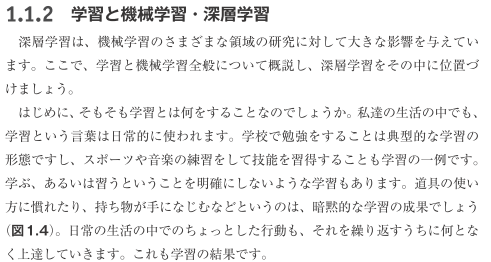 1.1.2 学習と機械学習・深層学習
深層学習は、機械学習のさまざまな領域の研究に対して大きな影響を与えてい
ます。ここで、学習と機械学習全般について概説し、深層学習をその中に位置づ
けましょう。
はじめに、そもそも学習とは何をすることなのでしょうか。私達の生活の中でも、
学習という言葉は日常的に使われます。学校で勉強をすることは典型的な学習の
形態ですし、スポーツや音楽の練習をして技能を習得することも学習の一例です。
学ぶ、あるいは習うということを明確にしないような学習もあります。道具の使い
方に慣れたり、持ち物が手になじむなどというのは、暗黙的な学習の成果でしょう
(図1.4)。日常の生活の中でのちょっとした行動も、それを繰り返すうちに何とな
く上達していきます。これも学習の結果です。